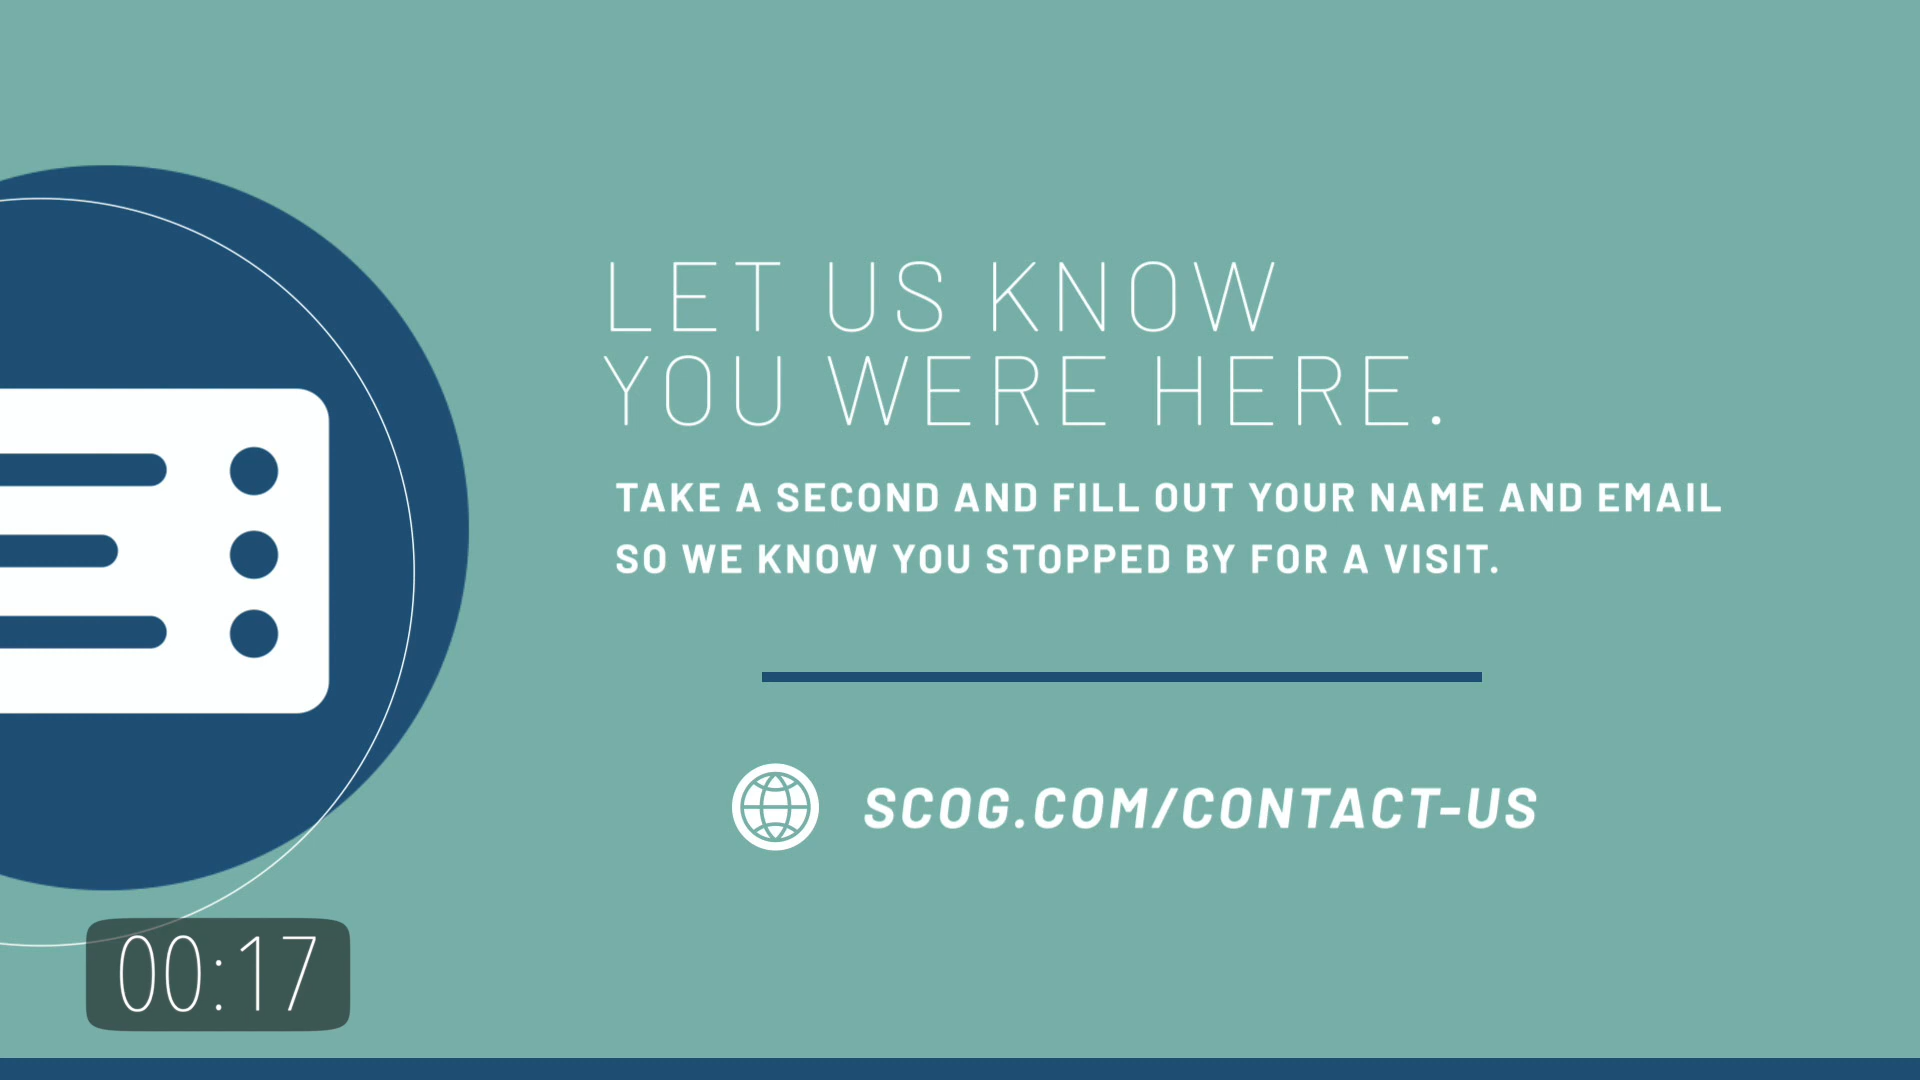 LET US KNOW
YOU WERE HERE.
TAKE A SECOND AND FILL OUT YOUR NAME AND EMAIL
SO WE KNOW YOU STOPPED BY FOR A VISIT.
SCOG.COM/CONTACT-US
00:17